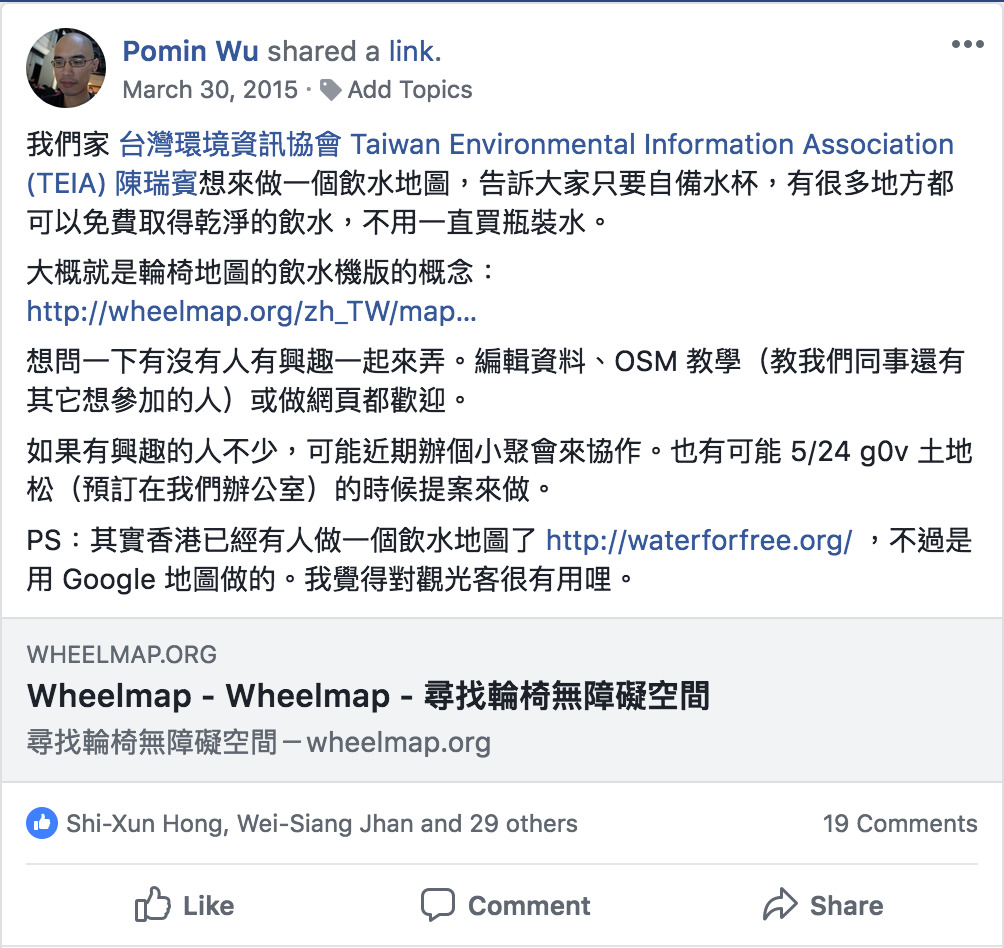 Pomin Wu shared a link.
March 30, 2015 · Add Topics
我們家 台灣環境資訊協會 Taiwan Environmental Information Association
(TEIA) 陳瑞賓想來做一個飲水地圖，告訴大家只要自備水杯，有很多地方都
可以免費取得乾淨的飲水，不用一直買瓶裝水。
大概就是輪椅地圖的飲水機版的概念：
http://wheelmap.org/zh_TW/map...
想問一下有沒有人有興趣一起來弄。編輯資料、OSM 教學（教我們同事還有
其它想參加的人）或做網頁都歡迎。
如果有興趣的人不少，可能近期辦個小聚會來協作。也有可能 5/24 g0v 土地
松（預訂在我們辦公室）的時候提案來做。
PS：其實香港已經有人做一個飲水地圖了 http://waterforfree.org/ ，不過是
用 Google 地圖做的。我覺得對觀光客很有用哩。
WHEELMAP.ORG
Wheelmap - Wheelmap - 尋找輪椅無障礙空間
尋找輪椅無障礙空間－wheelmap.org
Shi-Xun Hong, Wei-Siang Jhan and 29 others 19 Comments
Like Comment Share